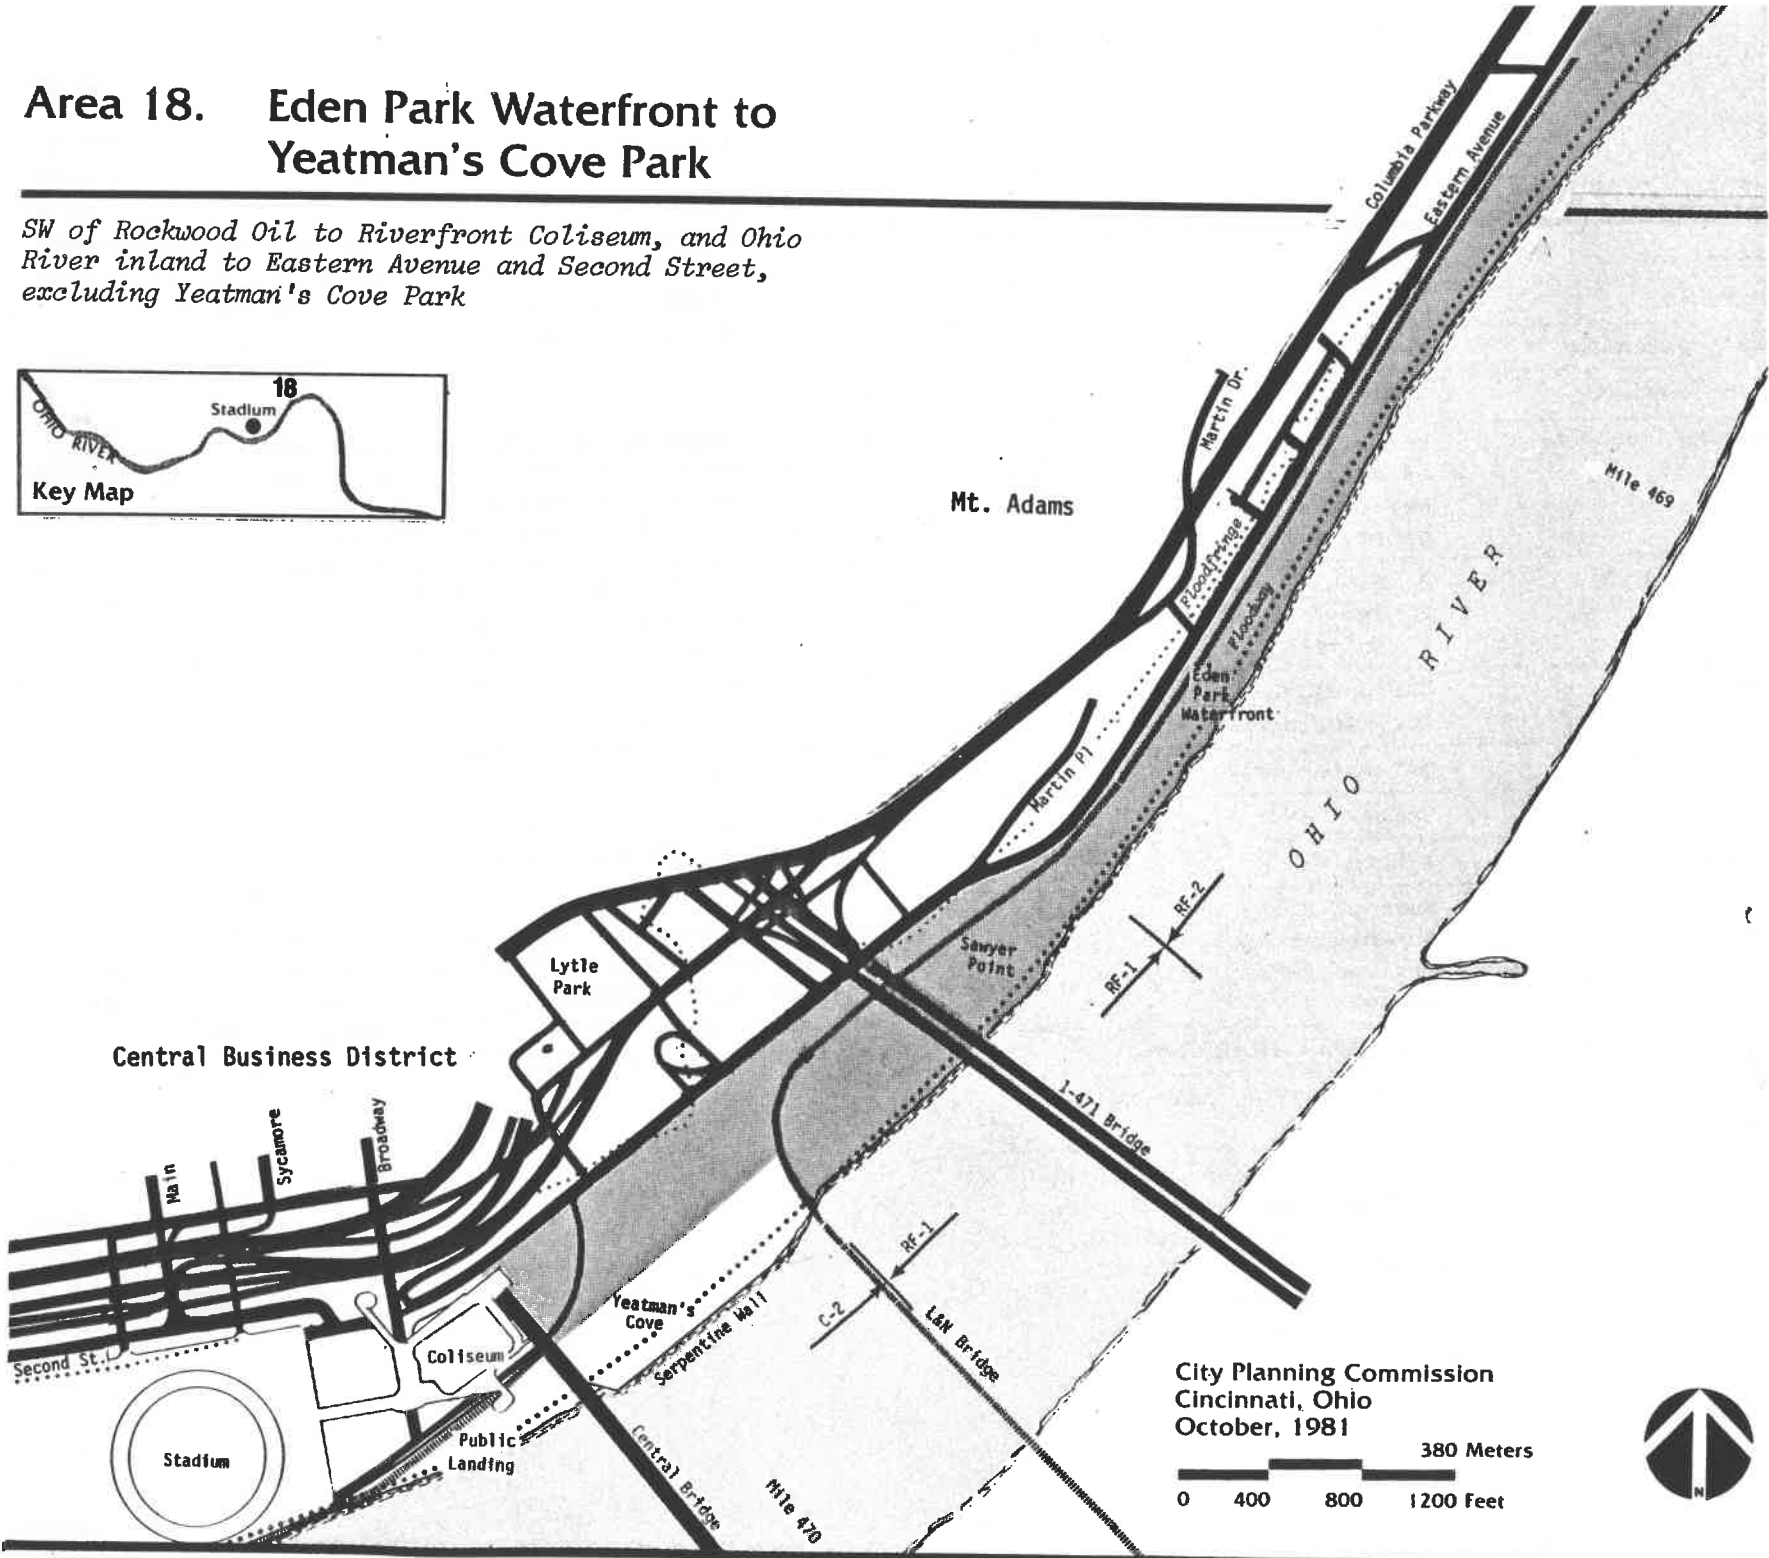 Area 18. Eden Park Waterfront to
Yeatman's Cove Park
SW of Rockwood Oil to Riverfront Coliseum, and Ohio
River inland to Eastern Avenue and Second Street,
excluding Yeatman's Cove Park
18
Stadium
OHIO RIVER
Key Map
Columbia Parkway
Eastern Avenue
Martin Dr.
Mt. Adams
Mile 469
Floodfringe
Floodway
OHIO RIVER
Eden
Park
Waterfront
Martin Pl
RF-2
RF-1
Sawyer
Point
Lytle
Park
Central Business District
I-471 Bridge
Main
Sycamore
Broadway
RF-1
C-2
Yeatman's
Cove
Serpentine Wall
L&N Bridge
Second St.
Coliseum
Stadium
Public
Landing
Central Bridge
Mile 470
City Planning Commission
Cincinnati, Ohio
October, 1981
380 Meters
0 400 800 1200 Feet
N